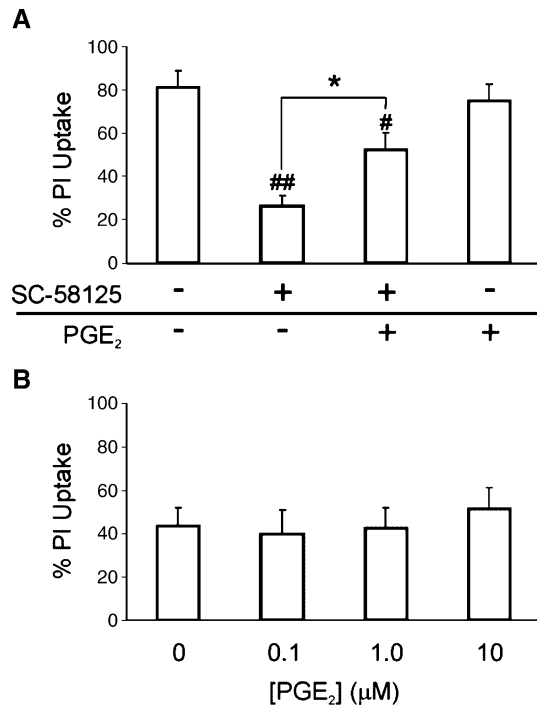 A
% PI Uptake
100
80
60
40
20
0
*
#
##
SC-58125 - + + -
PGE₂ - - + +
B
% PI Uptake
100
80
60
40
20
0
0 0.1 1.0 10
[PGE₂] (μM)